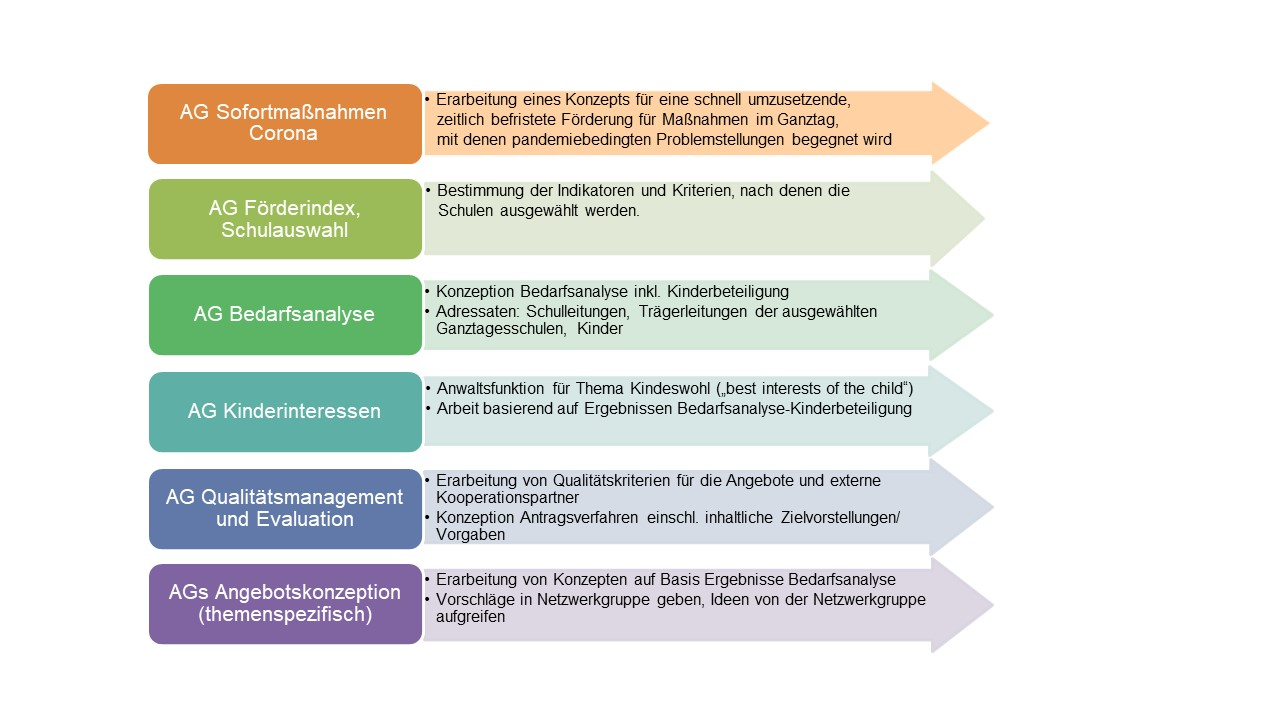 AG Sofortmaßnahmen
Corona
• Erarbeitung eines Konzepts für eine schnell umzusetzende,
zeitlich befristete Förderung für Maßnahmen im Ganztag,
mit denen pandemiebedingten Problemstellungen begegnet wird
AG Förderindex,
Schulauswahl
• Bestimmung der Indikatoren und Kriterien, nach denen die
Schulen ausgewählt werden.
AG Bedarfsanalyse
• Konzeption Bedarfsanalyse inkl. Kinderbeteiligung
• Adressaten: Schulleitungen, Trägerleitungen der ausgewählten
Ganztagesschulen, Kinder
AG Kinderinteressen
• Anwaltsfunktion für Thema Kindeswohl („best interests of the child“)
• Arbeit basierend auf Ergebnissen Bedarfsanalyse-Kinderbeteiligung
AG Qualitätsmanagement
und Evaluation
• Erarbeitung von Qualitätskriterien für die Angebote und externe
Kooperationspartner
• Konzeption Antragsverfahren einschl. inhaltliche Zielvorstellungen/
Vorgaben
AGs Angebotskonzeption
(themenspezifisch)
• Erarbeitung von Konzepten auf Basis Ergebnisse Bedarfsanalyse
• Vorschläge in Netzwerkgruppe geben, Ideen von der Netzwerkgruppe
aufgreifen